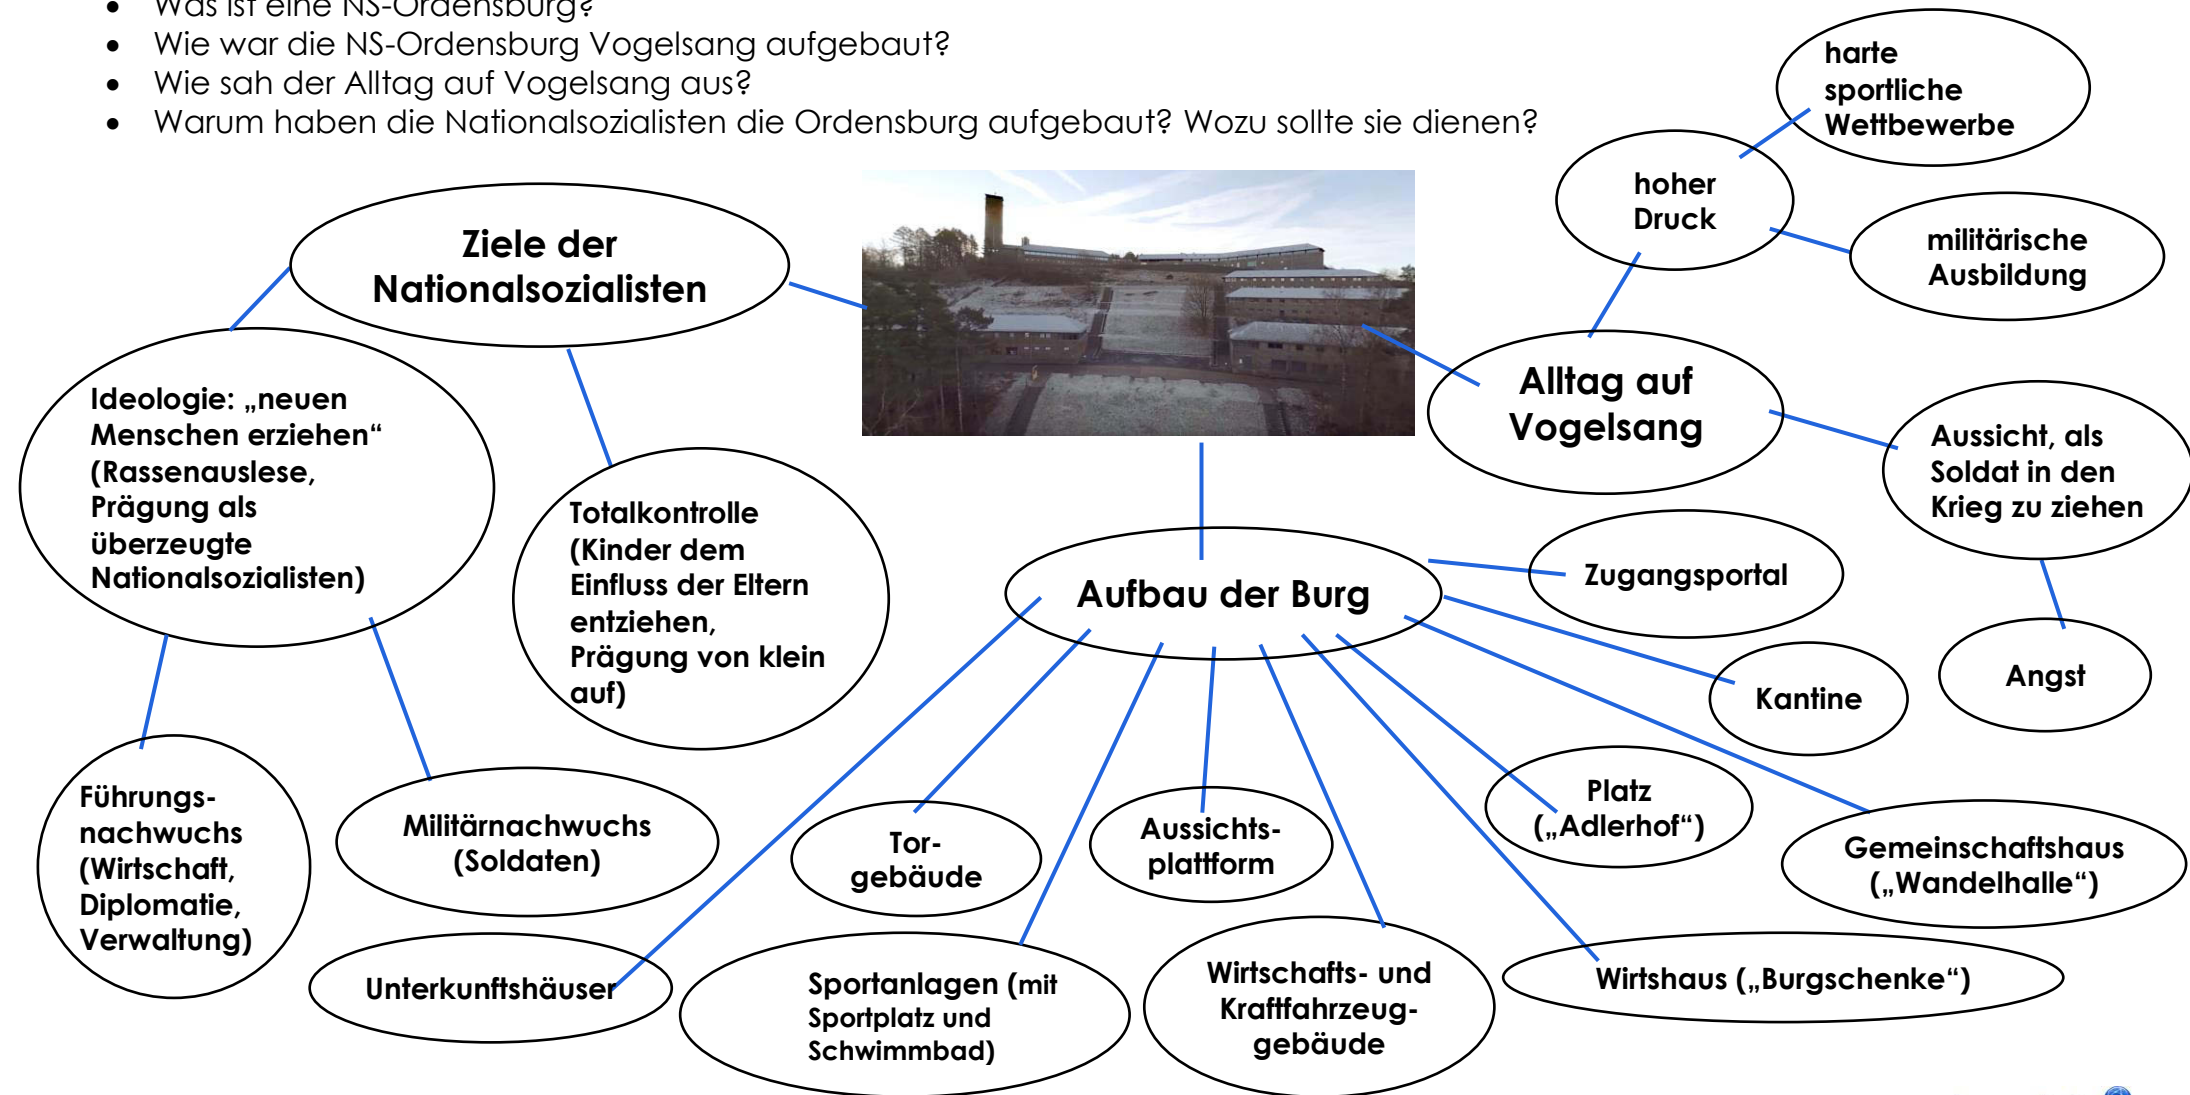 Was ist eine NS-Ordensburg?
Wie war die NS-Ordensburg Vogelsang aufgebaut?
Wie sah der Alltag auf Vogelsang aus?
Warum haben die Nationalsozialisten die Ordensburg aufgebaut? Wozu sollte sie dienen?
Ziele der
Nationalsozialisten
Ideologie: „neuen
Menschen erziehen“
(Rassenauslese,
Prägung als
überzeugte
Nationalsozialisten)
Führungs-
nachwuchs
(Wirtschaft,
Diplomatie,
Verwaltung)
Militärnachwuchs
(Soldaten)
Totalkontrolle
(Kinder dem
Einfluss der Eltern
entziehen,
Prägung von klein
auf)
harte
sportliche
Wettbewerbe
hoher
Druck
militärische
Ausbildung
Alltag auf
Vogelsang
Aussicht, als
Soldat in den
Krieg zu ziehen
Angst
Aufbau der Burg
Zugangsportal
Kantine
Gemeinschaftshaus
(„Wandelhalle“)
Platz
(„Adlerhof“)
Wirtshaus („Burgschenke“)
Wirtschafts- und
Kraftfahrzeug-
gebäude
Aussichts-
plattform
Sportanlagen (mit
Sportplatz und
Schwimmbad)
Tor-
gebäude
Unterkunftshäuser